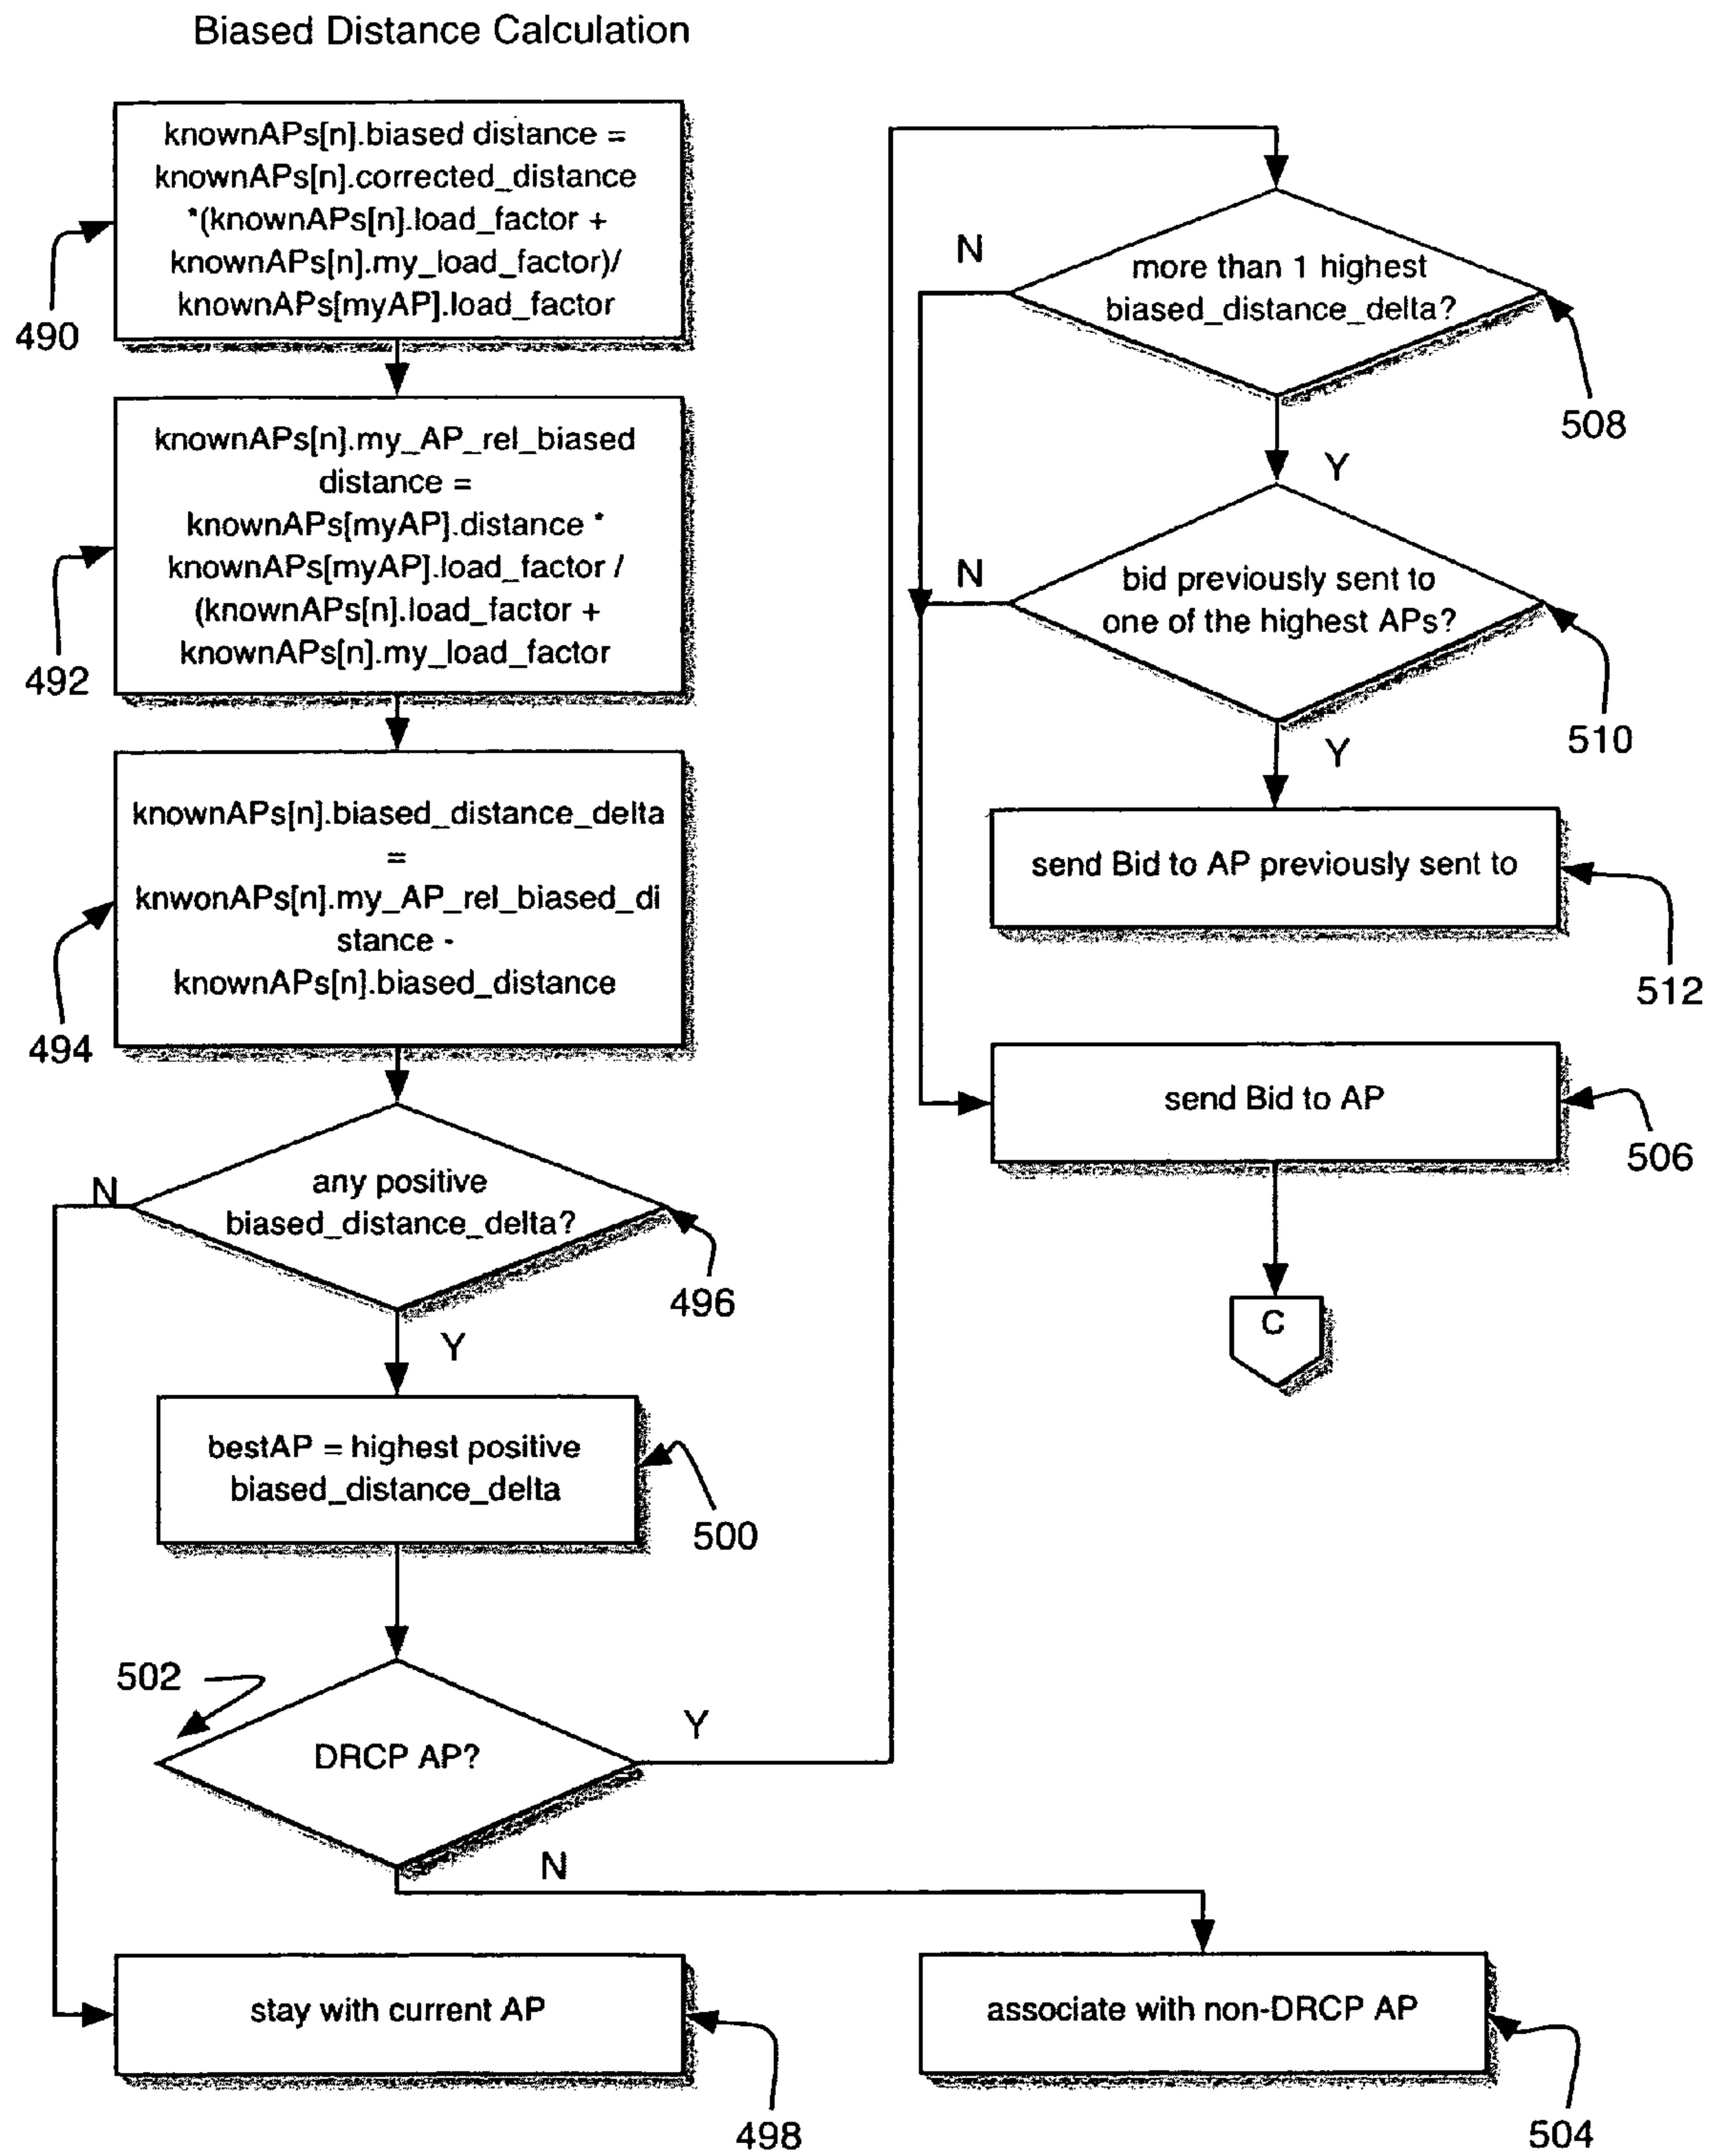 Biased Distance Calculation
knownAPs[n].biased distance =
knownAPs[n].corrected_distance
*(knownAPs[n].load_factor +
knownAPs[n].my_load_factor)/
knownAPs[myAP].load_factor
490
knownAPs[n].my_AP_rel_biased
distance =
knownAPs[myAP].distance *
knownAPs[myAP].load_factor /
(knownAPs[n].load_factor +
knownAPs[n].my_load_factor
492
knownAPs[n].biased_distance_delta
=
knwonAPs[n].my_AP_rel_biased_di
stance -
knownAPs[n].biased_distance
494
N
any positive
biased_distance_delta?
496
Y
bestAP = highest positive
biased_distance_delta
500
502
DRCP AP?
Y
N
stay with current AP
498
associate with non-DRCP AP
504
N
more than 1 highest
biased_distance_delta?
508
Y
N
bid previously sent to
one of the highest APs?
510
Y
send Bid to AP previously sent to
512
send Bid to AP
506
C